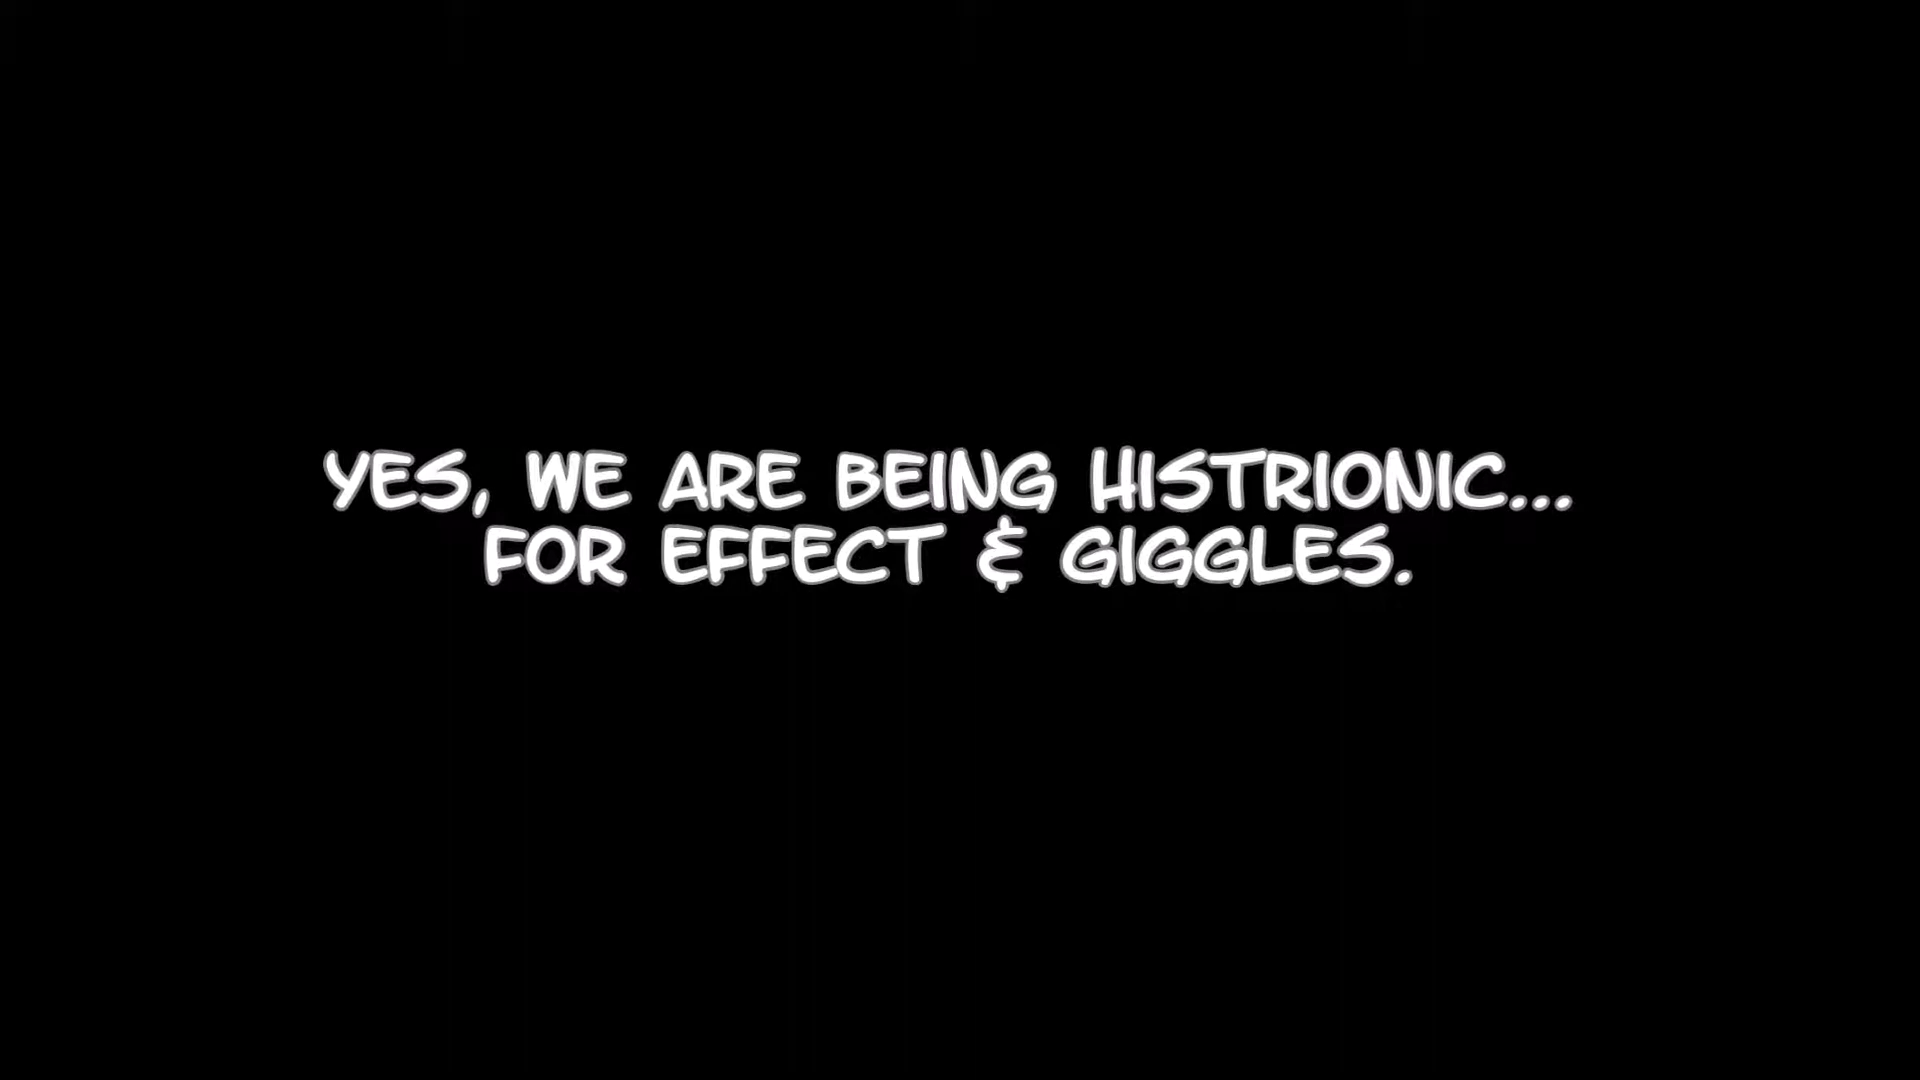 YES, WE ARE BEING HISTRIONIC...
FOR EFFECT & GIGGLES.